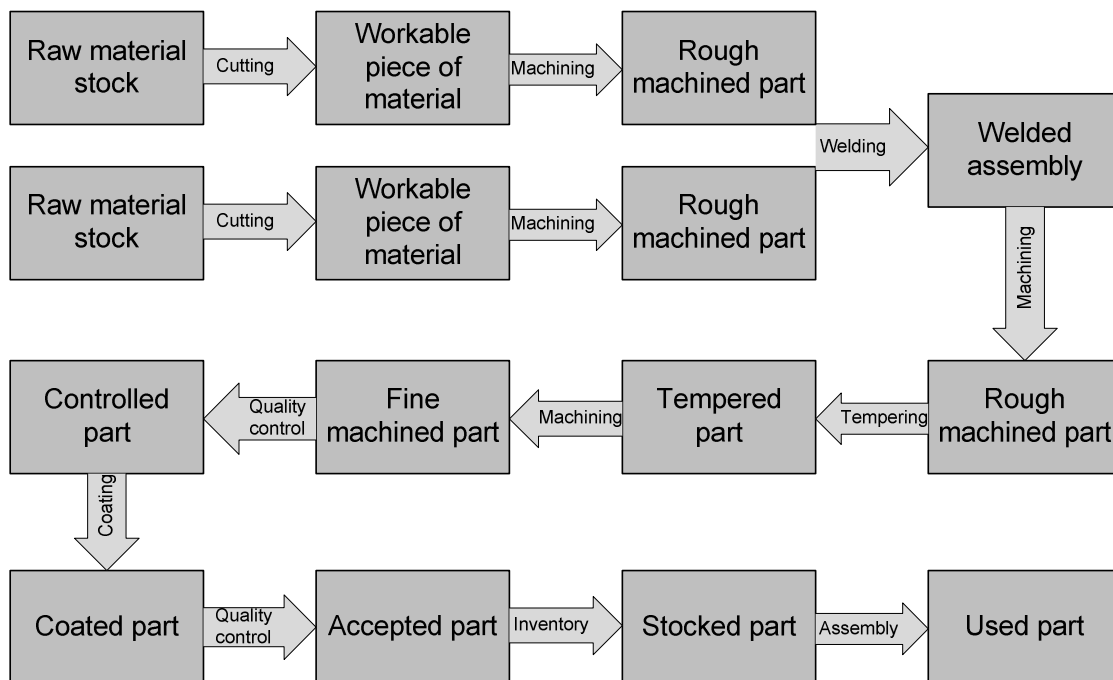 Raw material
stock
Cutting
Workable
piece of
material
Machining
Rough
machined part
Welding
Welded
assembly
Raw material
stock
Cutting
Workable
piece of
material
Machining
Rough
machined part
Machining
Rough
machined part
Tempering
Tempered
part
Machining
Fine
machined part
Quality
control
Controlled
part
Coating
Coated part
Quality
control
Accepted part
Inventory
Stocked part
Assembly
Used part